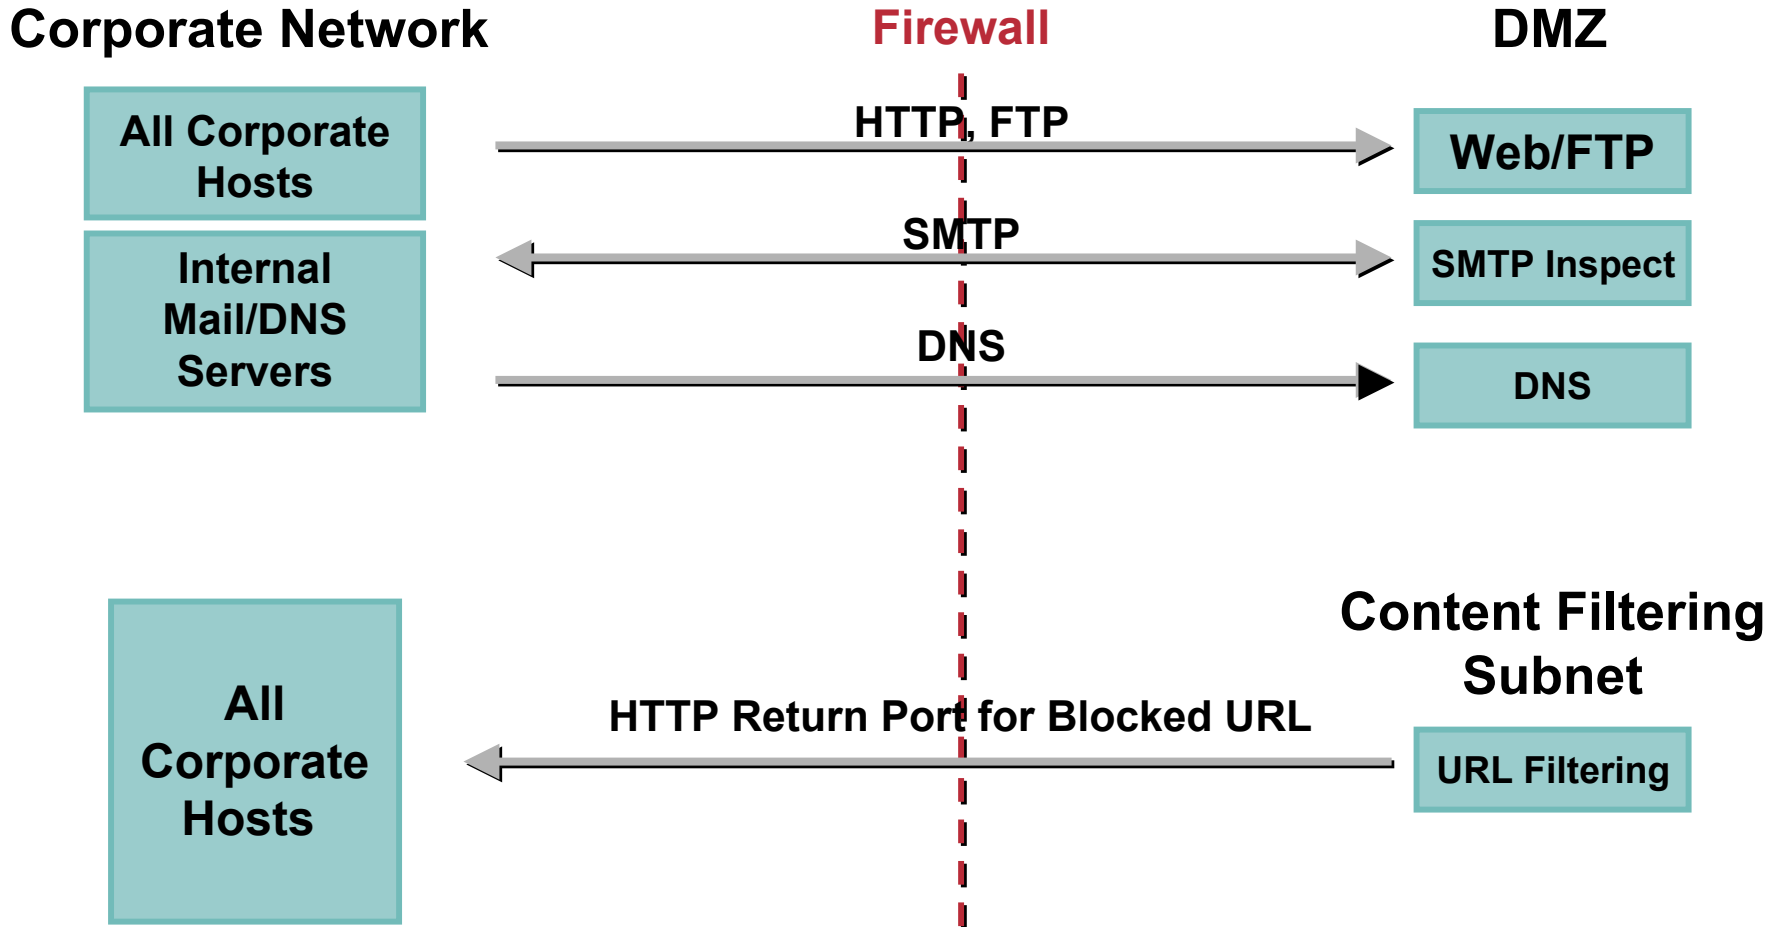 Corporate Network
Firewall
DMZ
All Corporate
Hosts
HTTP, FTP
Web/FTP
Internal
Mail/DNS
Servers
SMTP
SMTP Inspect
DNS
DNS
Content Filtering
Subnet
All
Corporate
Hosts
HTTP Return Port for Blocked URL
URL Filtering